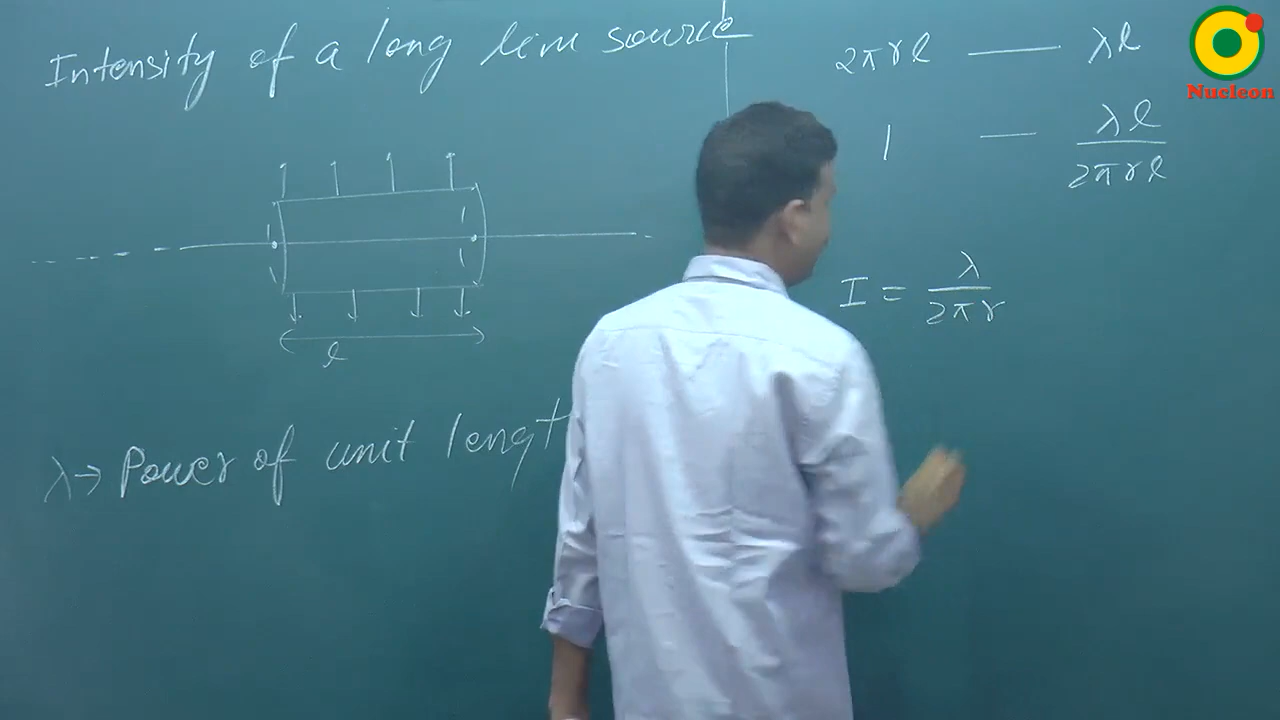 Intensity of a long line source
l
λ → Power of unit lengt
2πrl — λl
1 — λl/2πrl
I = λ/2πr
Nucleon